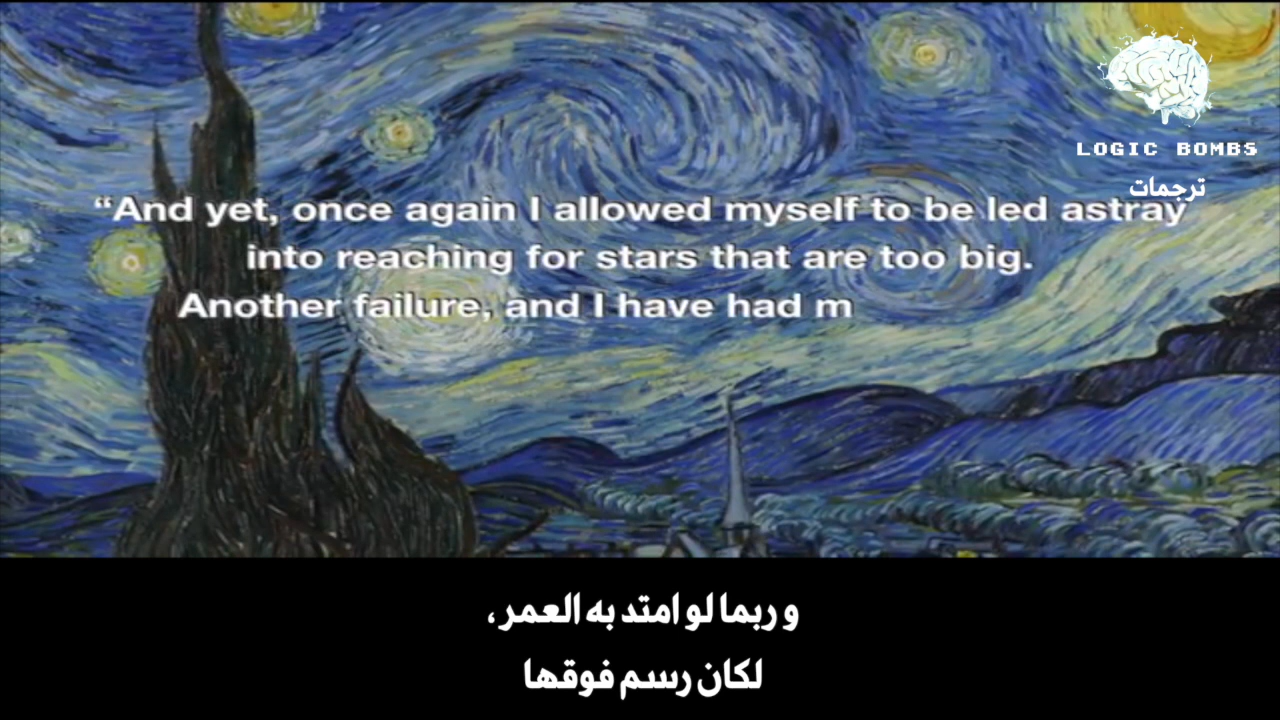 LOGIC BOMBS
ترجمات
“And yet, once again I allowed myself to be led astray
into reaching for stars that are too big.
Another failure, and I have had m
وربما لو امتد به العمر،
لكان رسم فوقها